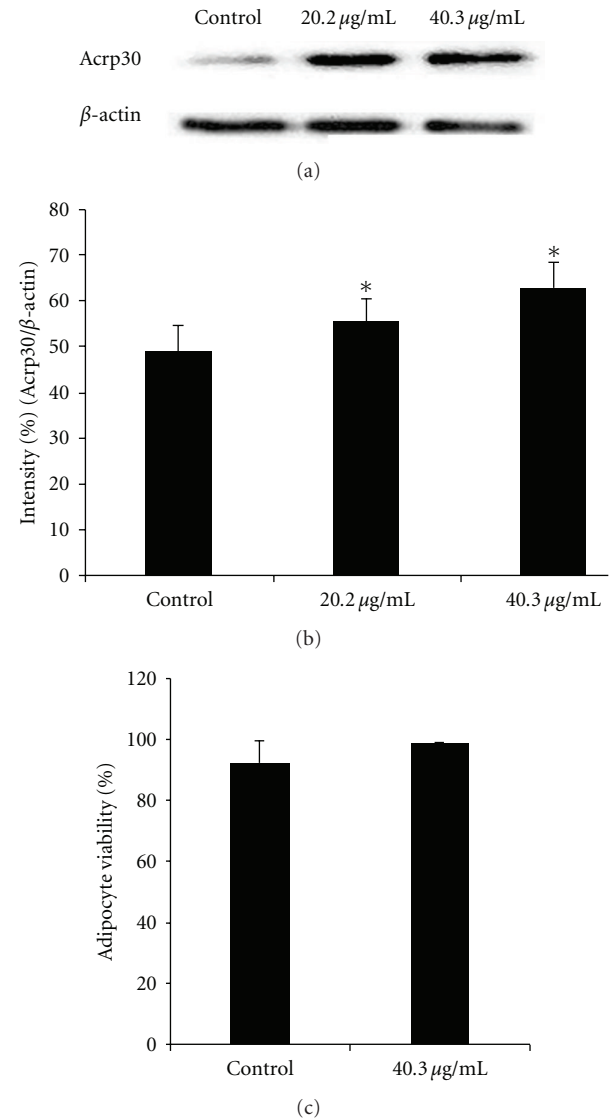 Control 20.2 µg/mL 40.3 µg/mL
Acrp30
β-actin
(a)
Intensity (%) (Acrp30/β-actin)
80
70
60
50
40
30
20
10
0
*
*
Control 20.2 µg/mL 40.3 µg/mL
(b)
Adipocyte viability (%)
120
100
80
60
40
20
0
Control 40.3 µg/mL
(c)